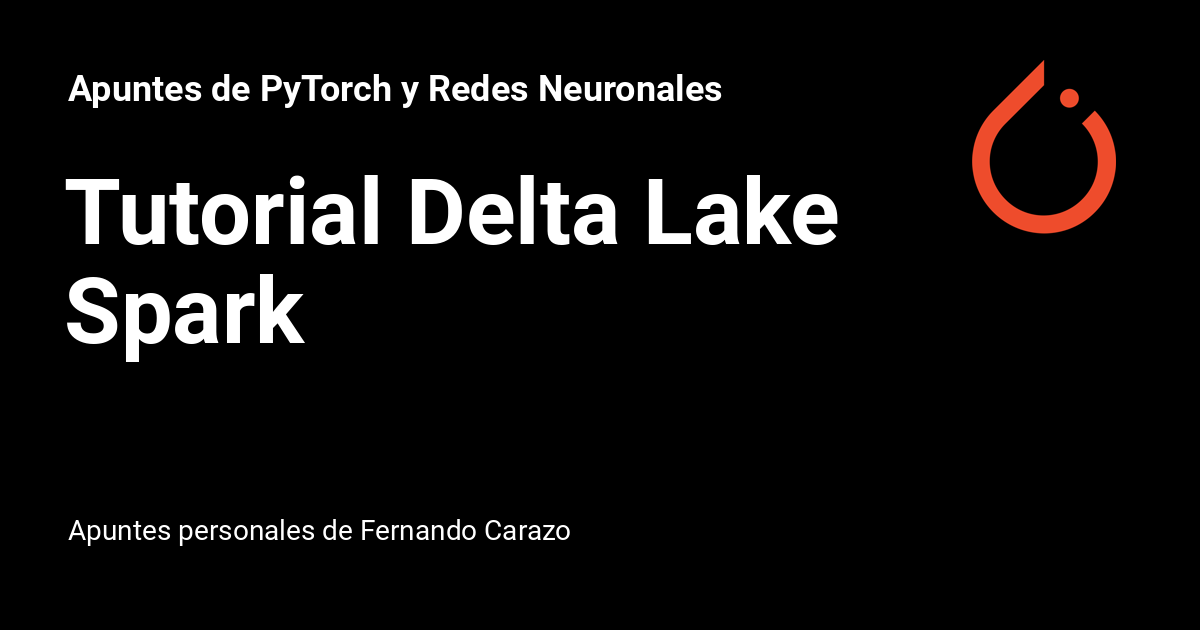 Apuntes de PyTorch y Redes Neuronales
Tutorial Delta Lake
Spark
Apuntes personales de Fernando Carazo